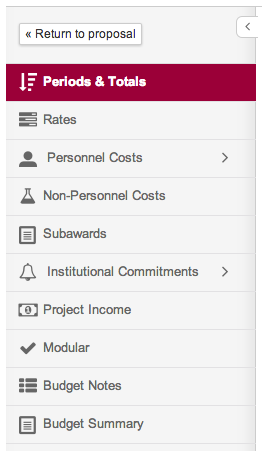 « Return to proposal
Periods & Totals
Rates
Personnel Costs
Non-Personnel Costs
Subawards
Institutional Commitments
Project Income
Modular
Budget Notes
Budget Summary